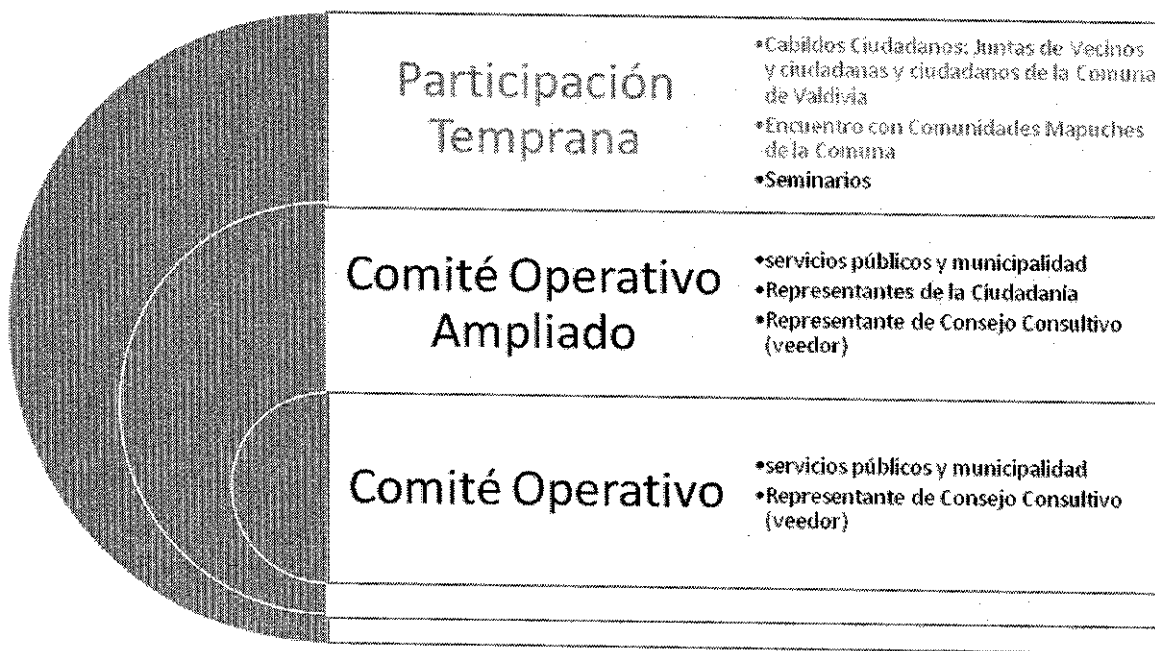 Participación
Temprana
•Cabildos Ciudadanos: Juntas de Vecinos
y ciudadanas y ciudadanos de la Comuna
de Valdivia
•Encuentro con Comunidades Mapuches
de la Comuna
•Seminarios
Comité Operativo
Ampliado
•servicios públicos y municipalidad
•Representantes de la Ciudadanía
•Representante de Consejo Consultivo
(veedor)
Comité Operativo
•servicios públicos y municipalidad
•Representante de Consejo Consultivo
(veedor)